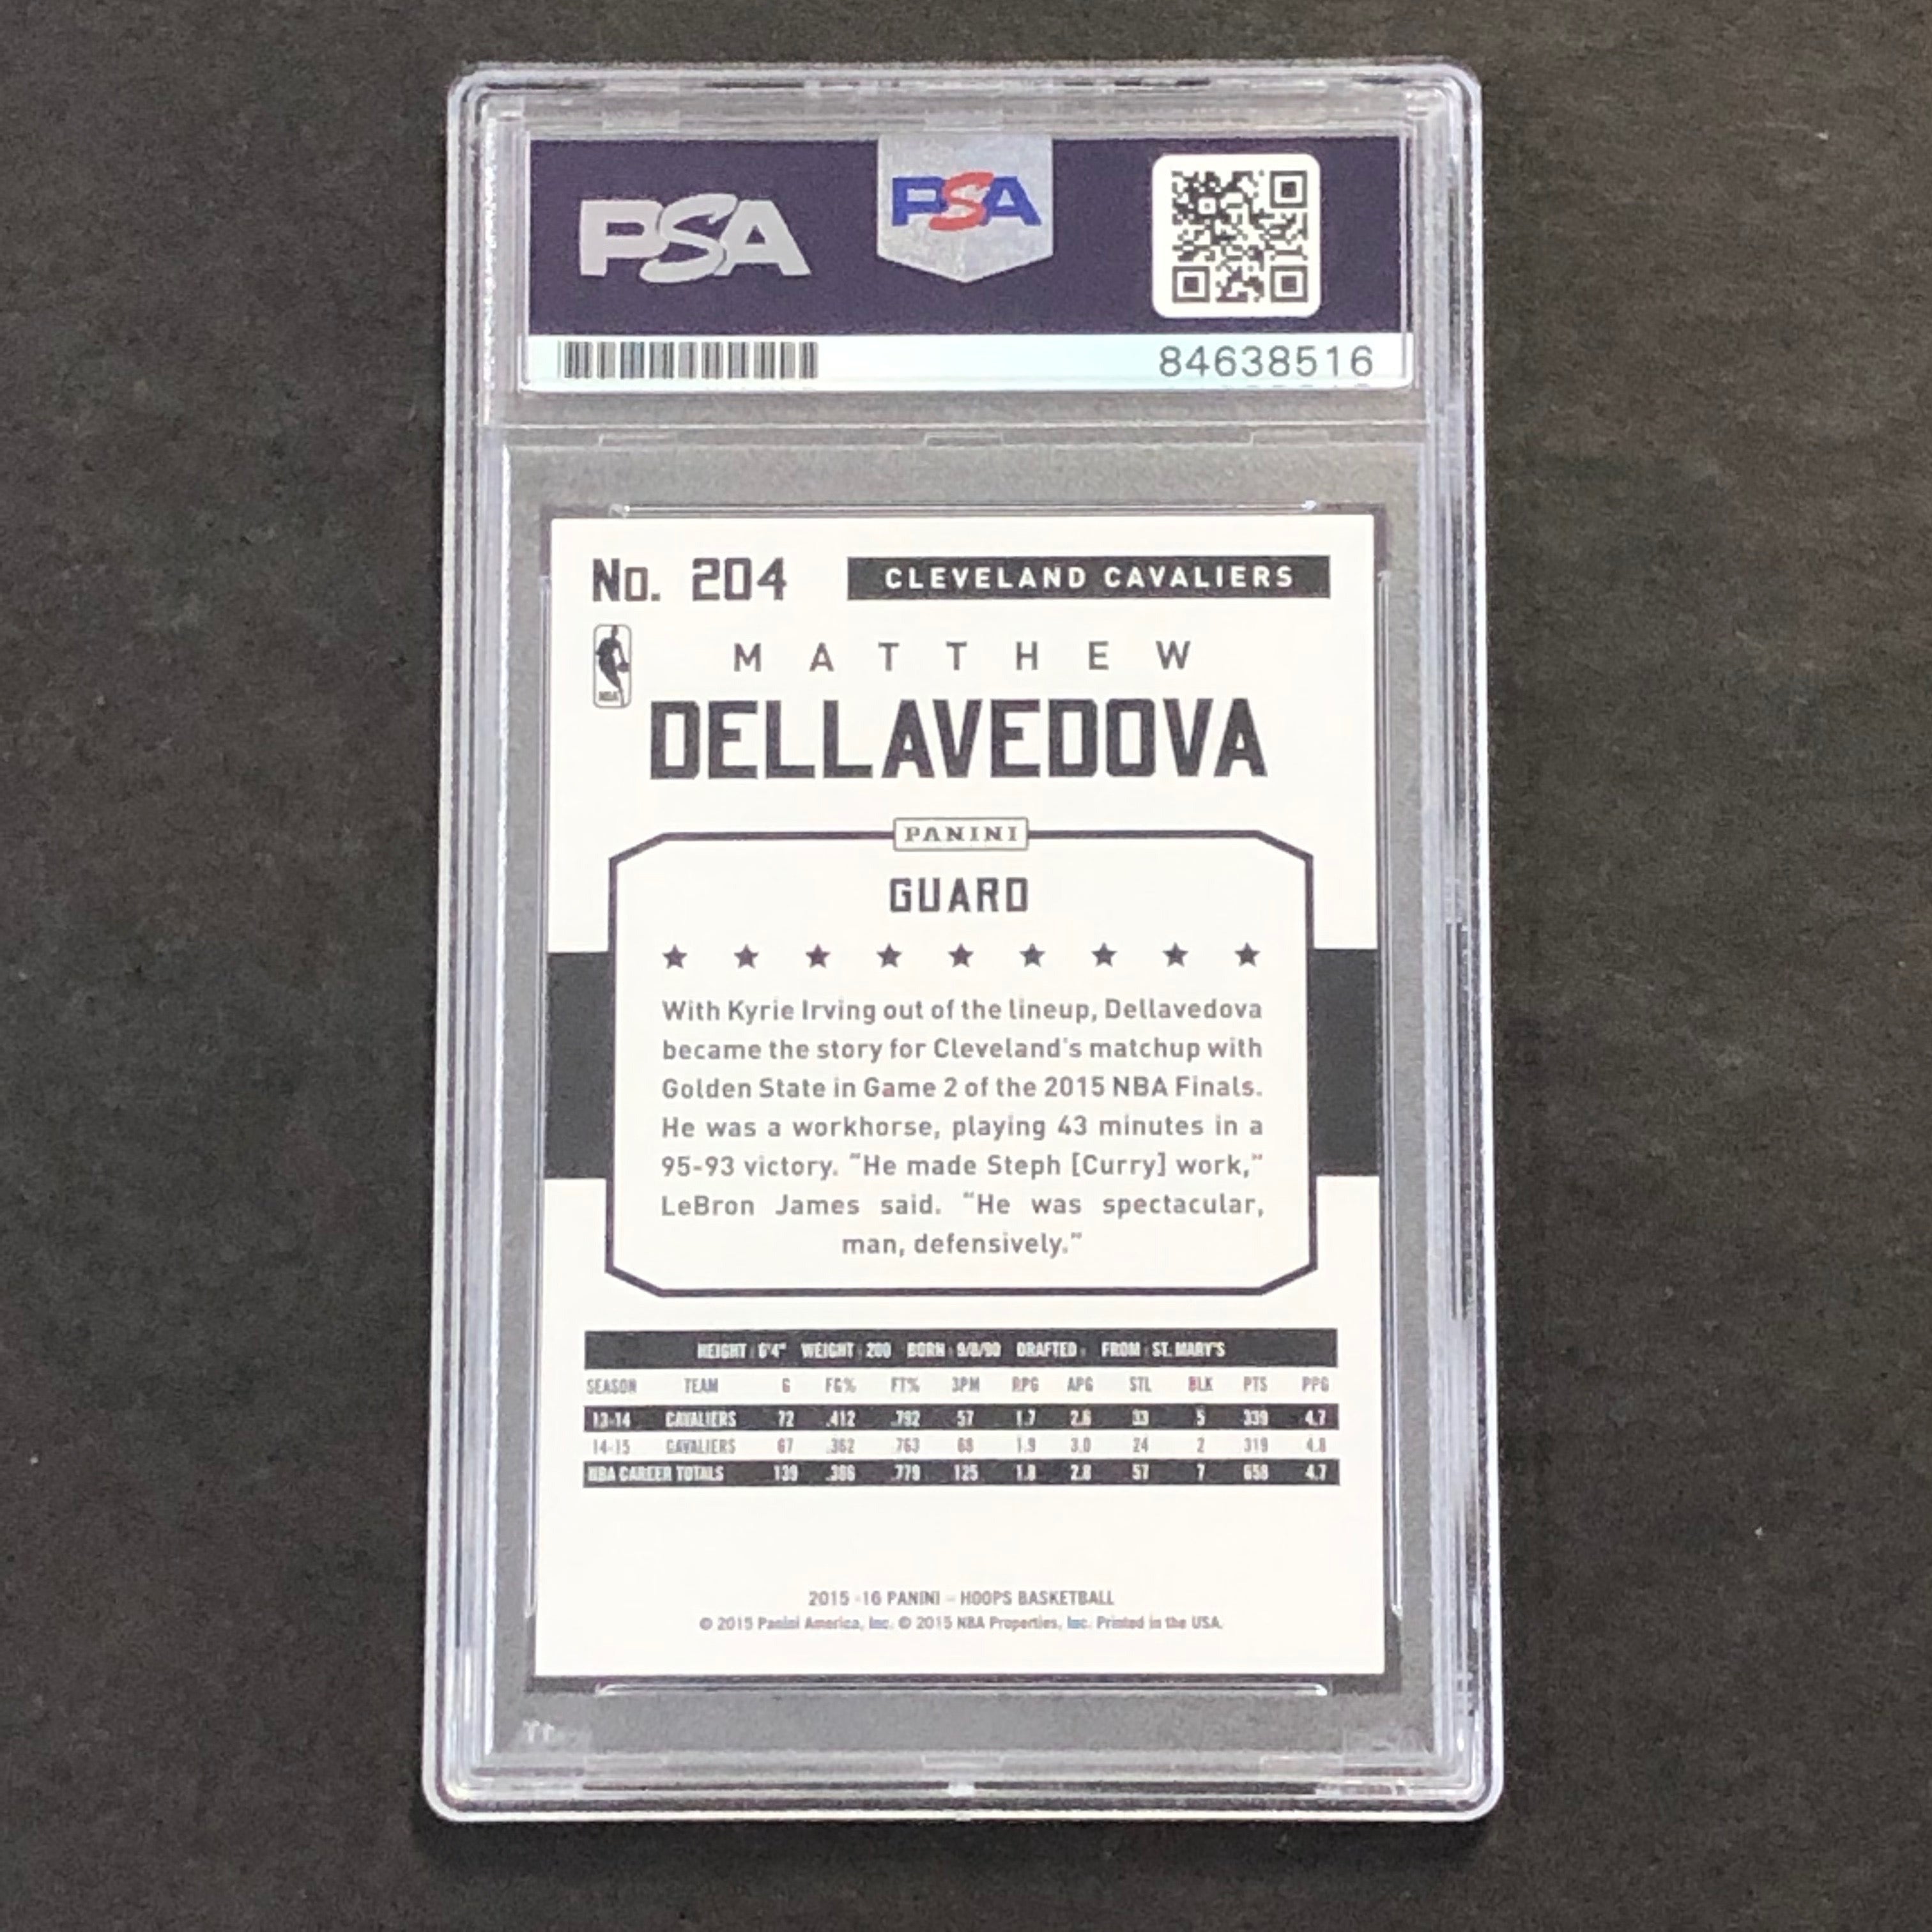 PSA PSA
84638516
No. 204 CLEVELAND CAVALIERS
MATTHEW
NBA
DELLAVEDOVA
PANINI
GUARD
With Kyrie Irving out of the lineup, Dellavedova
became the story for Cleveland's matchup with
Golden State in Game 2 of the 2015 NBA Finals.
He was a workhorse, playing 43 minutes in a
95-93 victory. "He made Steph [Curry] work,"
LeBron James said. "He was spectacular,
man, defensively."
HEIGHT: 6'4" WEIGHT: 200 BORN: 9/8/90 DRAFTED: FROM: ST. MARY'S
SEASON TEAM G FG% FT% 3PM RPG APG STL BLK PTS PPG
13-14 CAVALIERS 72 .412 .792 57 1.7 2.6 33 5 339 4.7
14-15 CAVALIERS 67 .362 .763 68 1.9 3.0 24 2 319 4.8
NBA CAREER TOTALS 139 .386 .779 125 1.8 2.8 57 7 658 4.7
2015-16 PANINI - HOOPS BASKETBALL
© 2015 Panini America, Inc. © 2015 NBA Properties, Inc. Printed in the USA.